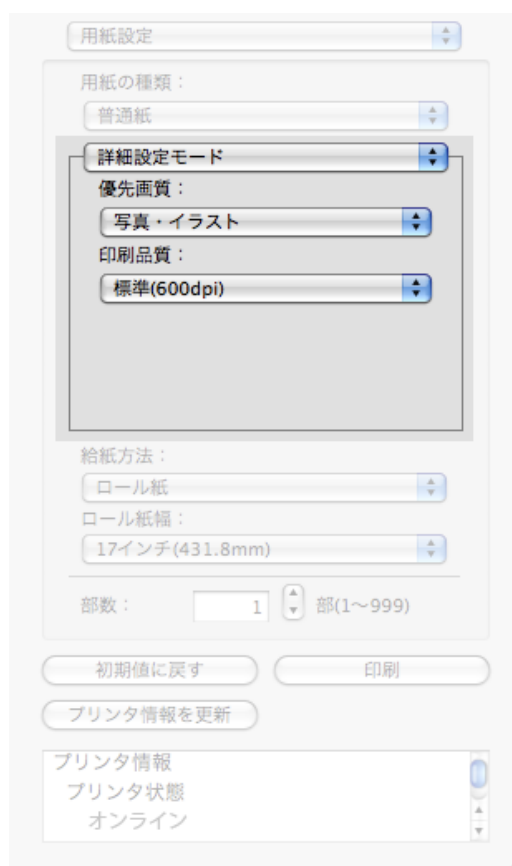 用紙設定
用紙の種類：
普通紙
詳細設定モード
優先画質：
写真・イラスト
印刷品質：
標準(600dpi)
給紙方法：
ロール紙
ロール紙幅：
17インチ(431.8mm)
部数： 1 部(1～999)
初期値に戻す 印刷
プリンタ情報を更新
プリンタ情報
プリンタ状態
オンライン